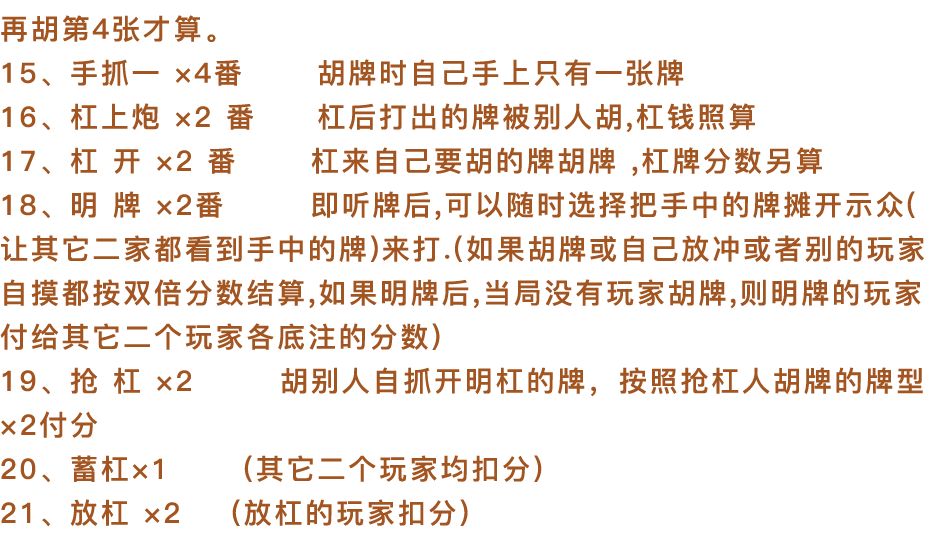 再胡第4张才算。
15、手抓一 ×4番 胡牌时自己手上只有一张牌
16、杠上炮 ×2 番 杠后打出的牌被别人胡,杠钱照算
17、杠 开 ×2 番 杠来自己要胡的牌胡牌 ,杠牌分数另算
18、明 牌 ×2番 即听牌后,可以随时选择把手中的牌摊开示众(
让其它二家都看到手中的牌)来打.(如果胡牌或自己放冲或者别的玩家
自摸都按双倍分数结算,如果明牌后,当局没有玩家胡牌,则明牌的玩家
付给其它二个玩家各底注的分数）
19、抢 杠 ×2 胡别人自抓开明杠的牌，按照抢杠人胡牌的牌型
×2付分
20、蓄杠×1 （其它二个玩家均扣分）
21、放杠 ×2 （放杠的玩家扣分）